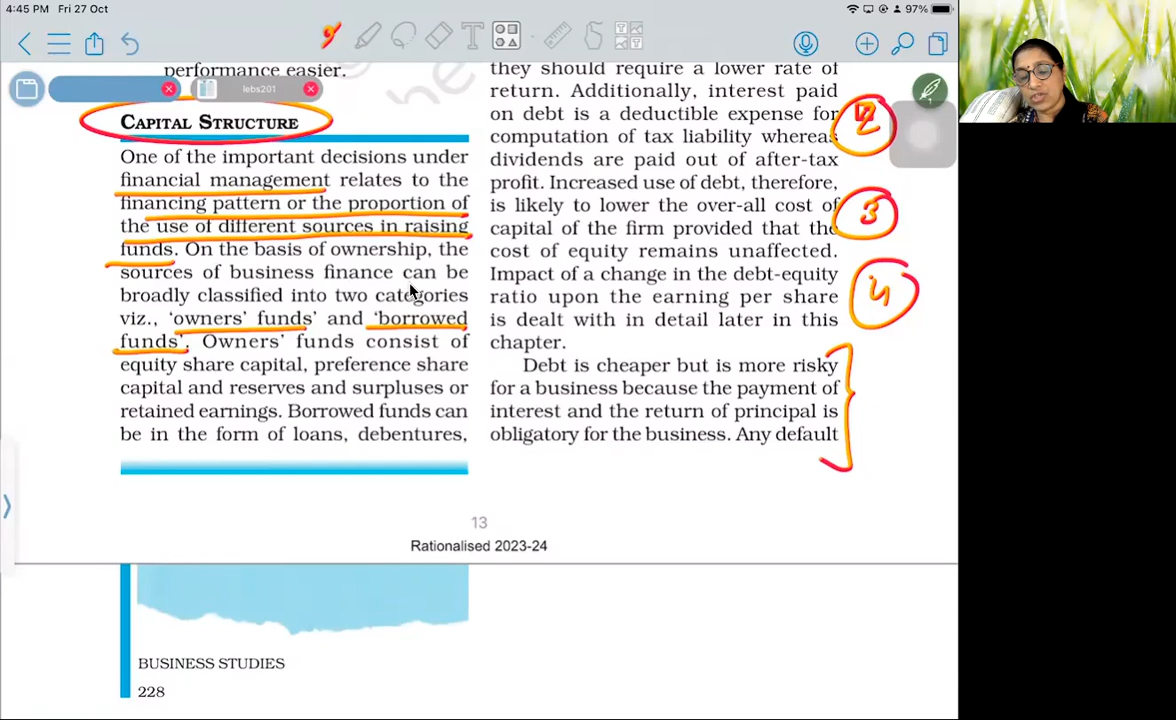 4:45 PM Fri 27 Oct
97%
lebs201
performance easier.
CAPITAL STRUCTURE
One of the important decisions under
financial management relates to the
financing pattern or the proportion of
the use of different sources in raising
funds. On the basis of ownership, the
sources of business finance can be
broadly classified into two categories
viz., ‘owners’ funds’ and ‘borrowed
funds’. Owners’ funds consist of
equity share capital, preference share
capital and reserves and surpluses or
retained earnings. Borrowed funds can
be in the form of loans, debentures,
they should require a lower rate of
return. Additionally, interest paid
on debt is a deductible expense for
computation of tax liability whereas
dividends are paid out of after-tax
profit. Increased use of debt, therefore,
is likely to lower the over-all cost of
capital of the firm provided that the
cost of equity remains unaffected.
Impact of a change in the debt-equity
ratio upon the earning per share
is dealt with in detail later in this
chapter.
Debt is cheaper but is more risky
for a business because the payment of
interest and the return of principal is
obligatory for the business. Any default
2
3
4
13
Rationalised 2023-24
BUSINESS STUDIES
228